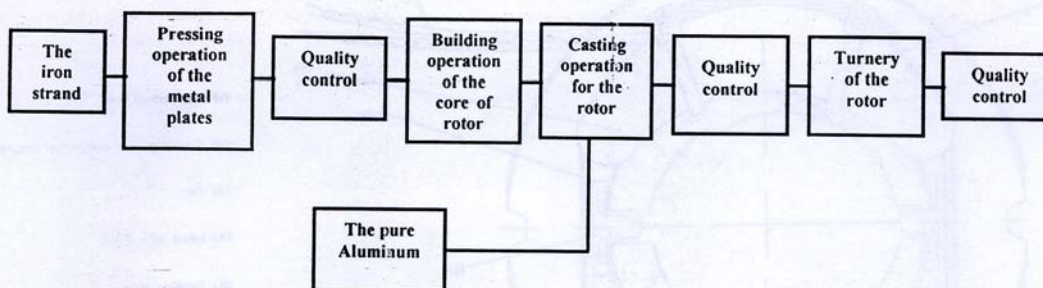 The
iron
strand
Pressing
operation
of the
metal
plates
Quality
control
Building
operation
of the
core of
rotor
Casting
operation
for the
rotor
Quality
control
Turnery
of the
rotor
Quality
control
The pure
Aluminum